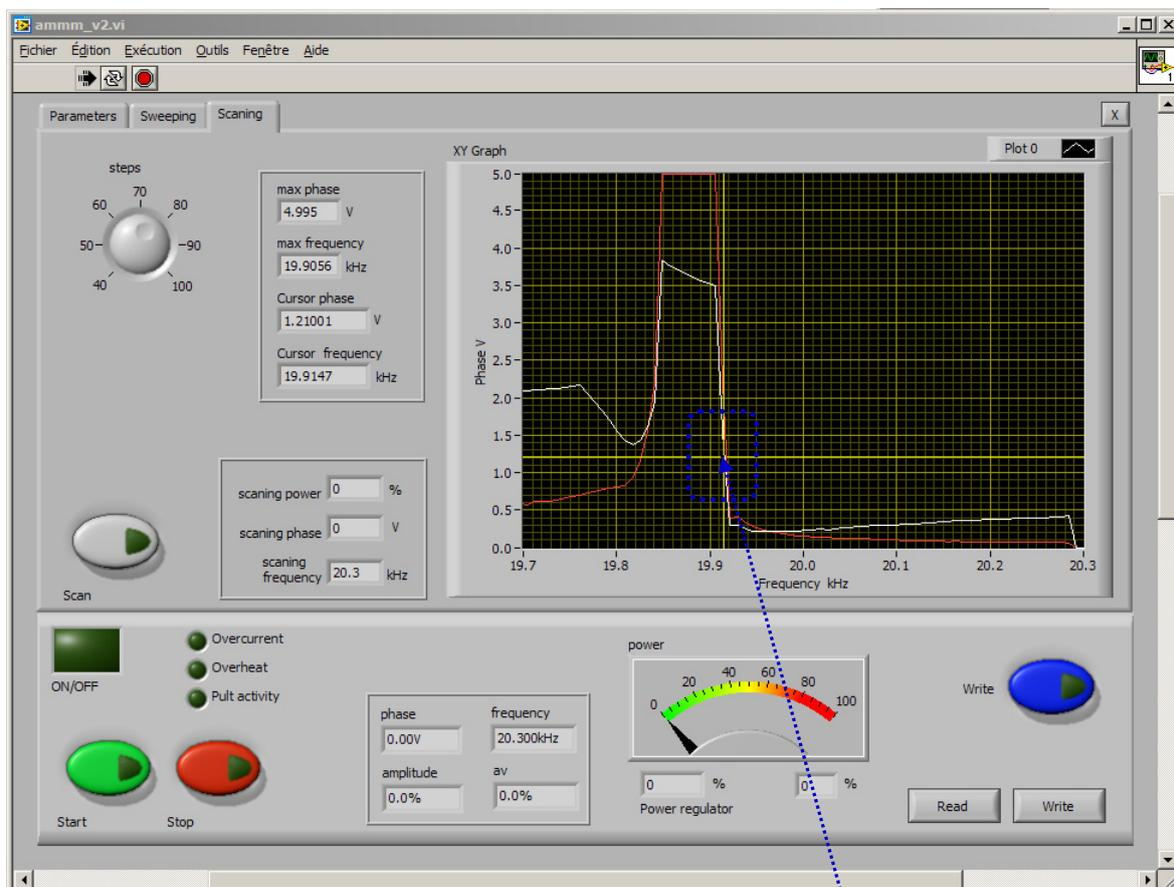 ammm_v2.vi
Fichier Édition Exécution Outils Fenêtre Aide
1
Parameters Sweeping Scaning
X
steps
40 50 60 70 80 90 100
max phase
4.995 V
max frequency
19.9056 kHz
Cursor phase
1.21001 V
Cursor frequency
19.9147 kHz
scaning power 0 %
scaning phase 0 V
scaning
frequency 20.3 kHz
Scan
XY Graph
Plot 0
Phase V
5.0
4.5
4.0
3.5
3.0
2.5
2.0
1.5
1.0
0.5
0.0
19.7 19.8 19.9 20.0 20.1 20.2 20.3
Frequency kHz
ON/OFF
Overcurrent
Overheat
Pult activity
Start
Stop
phase
0.00V
frequency
20.300kHz
amplitude
0.0%
av
0.0%
power
0 20 40 60 80 100
0 %
0 %
Power regulator
Write
Read
Write